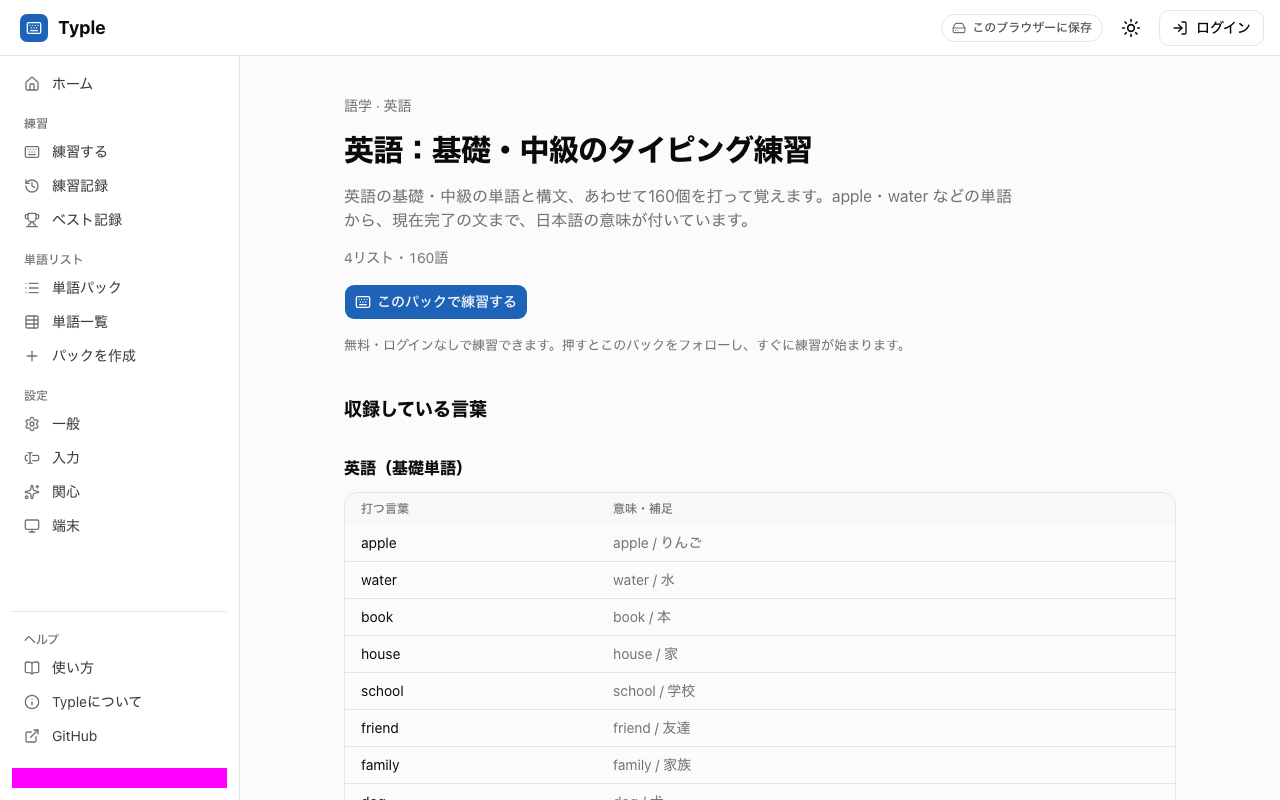 Typle
このブラウザーに保存
ログイン
ホーム
練習
練習する
練習記録
ベスト記録
単語リスト
単語パック
単語一覧
パックを作成
設定
一般
入力
関心
端末
ヘルプ
使い方
Typleについて
GitHub
語学 · 英語
英語：基礎・中級のタイピング練習
英語の基礎・中級の単語と構文、あわせて160個を打って覚えます。apple・water などの単語
から、現在完了の文まで、日本語の意味が付いています。
4リスト・160語
このパックで練習する
無料・ログインなしで練習できます。押すとこのパックをフォローし、すぐに練習が始まります。
収録している言葉
英語（基礎単語）
打つ言葉 意味・補足
apple apple / りんご
water water / 水
book book / 本
house house / 家
school school / 学校
friend friend / 友達
family family / 家族
dog dog / 犬